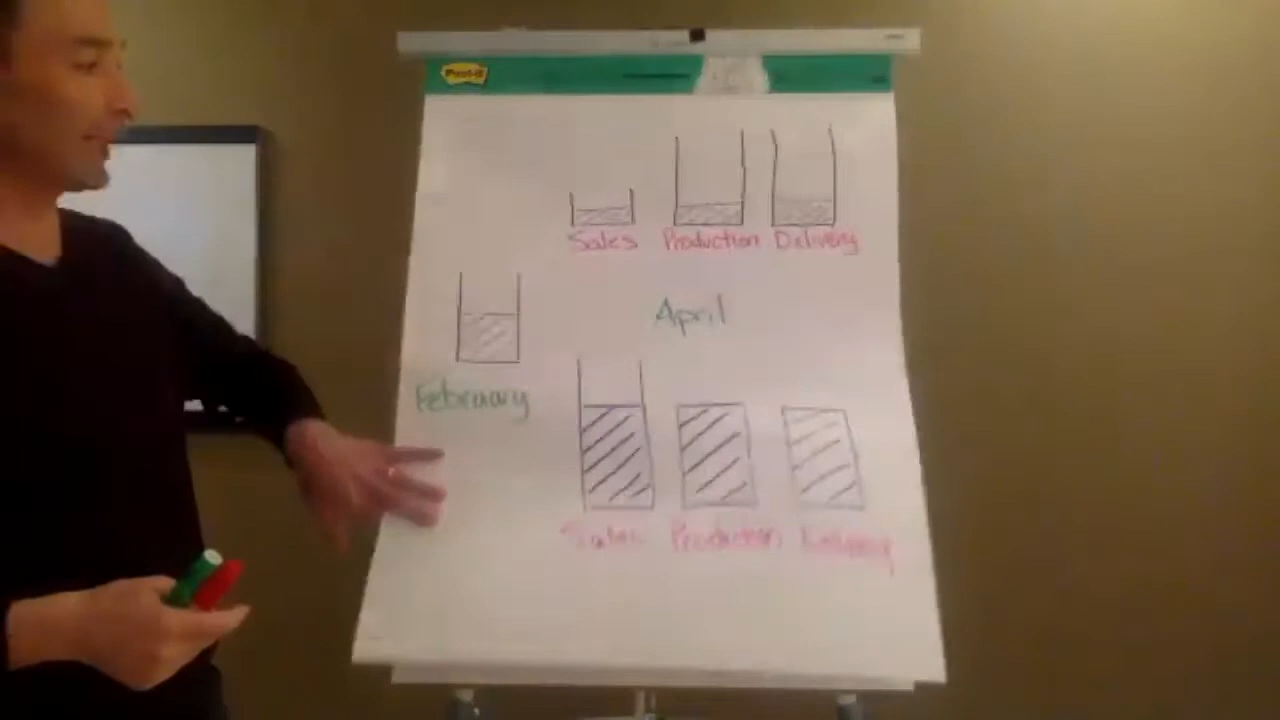 Post-it
Sales Production Delivery
April
February
Sales Production Delivery